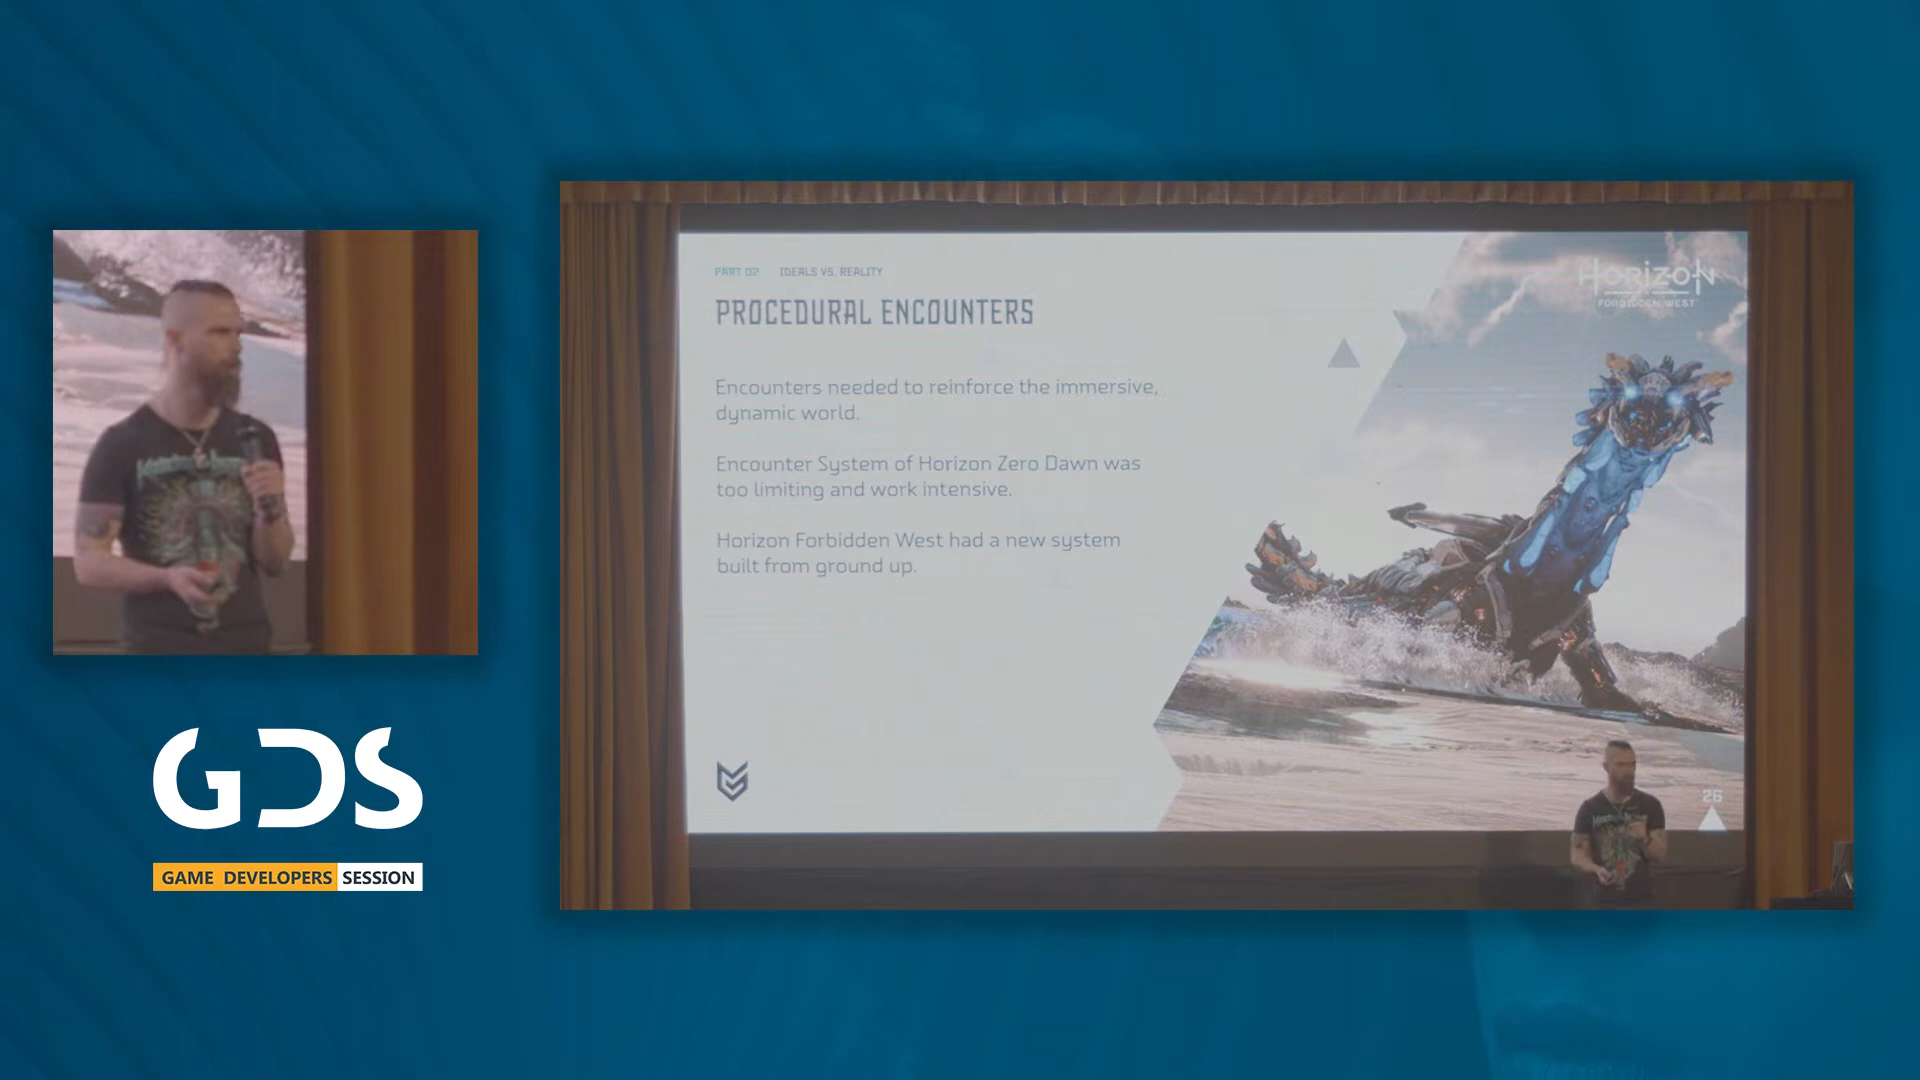 PART 02 IDEALS VS. REALITY
PROCEDURAL ENCOUNTERS
Encounters needed to reinforce the immersive,
dynamic world.
Encounter System of Horizon Zero Dawn was
too limiting and work intensive.
Horizon Forbidden West had a new system
built from ground up.
HORIZON
FORBIDDEN WEST
26
GDS
GAME DEVELOPERS SESSION